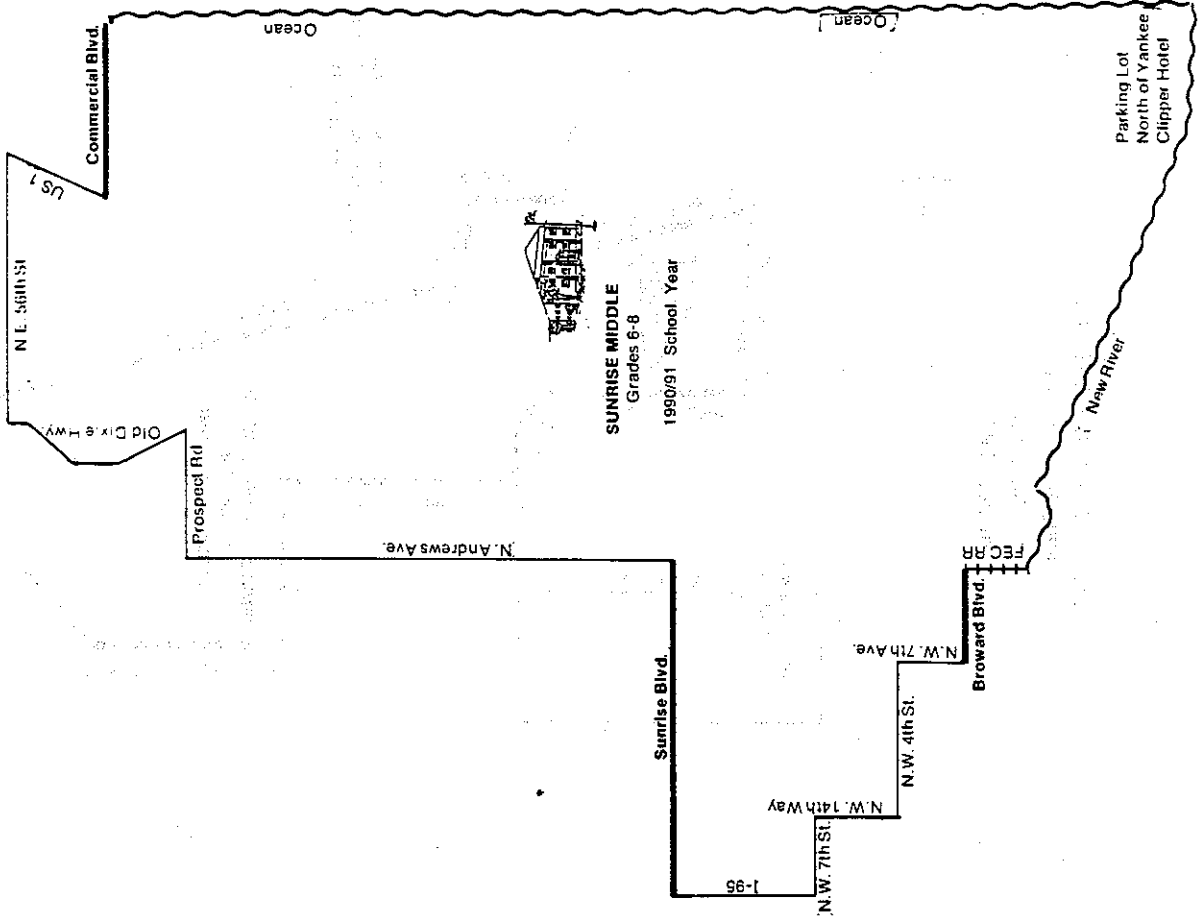 N E. 56th St
US 1
Commercial Blvd.
Ocean
Old Dixie Hwy.
Prospect Rd
N. Andrews Ave.
SUNRISE MIDDLE
Grades 6-8
1990/91 School Year
Ocean
Sunrise Blvd.
I-95
N.W. 7th St.
N.W. 14th Way
N.W. 4th St.
N.W. 7th Ave.
Broward Blvd.
FEC RR
New River
Parking Lot
North of Yankee
Clipper Hotel